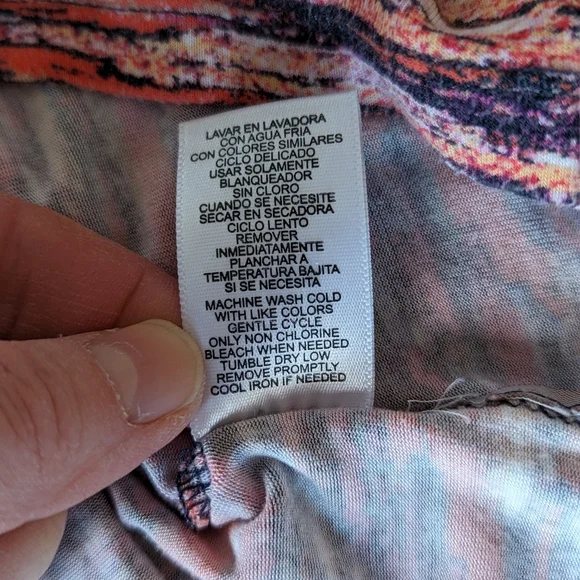 LAVAR EN LAVADORA
CON AGUA FRIA
CON COLORES SIMILARES
CICLO DELICADO
USAR SOLAMENTE
BLANQUEADOR
SIN CLORO
CUANDO SE NECESITE
SECAR EN SECADORA
CICLO LENTO
REMOVER
INMEDIATAMENTE
PLANCHAR A
TEMPERATURA BAJITA
SI SE NECESITA
MACHINE WASH COLD
WITH LIKE COLORS
GENTLE CYCLE
ONLY NON CHLORINE
BLEACH WHEN NEEDED
TUMBLE DRY LOW
REMOVE PROMPTLY
COOL IRON IF NEEDED